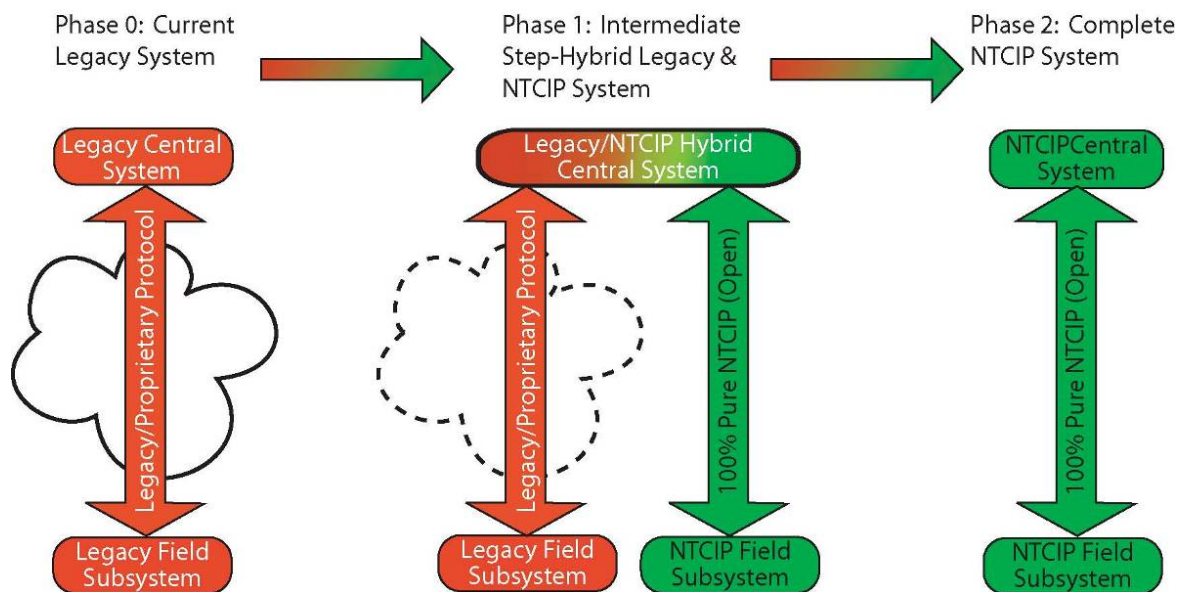 Phase 0: Current
Legacy System
Phase 1: Intermediate
Step-Hybrid Legacy &
NTCIP System
Phase 2: Complete
NTCIP System
Legacy Central
System
Legacy/NTCIP Hybrid
Central System
NTCIPCentral
System
Legacy/Proprietary Protocol
Legacy/Proprietary Protocol
100% Pure NTCIP (Open)
100% Pure NTCIP (Open)
Legacy Field
Subsystem
Legacy Field
Subsystem
NTCIP Field
Subsystem
NTCIP Field
Subsystem